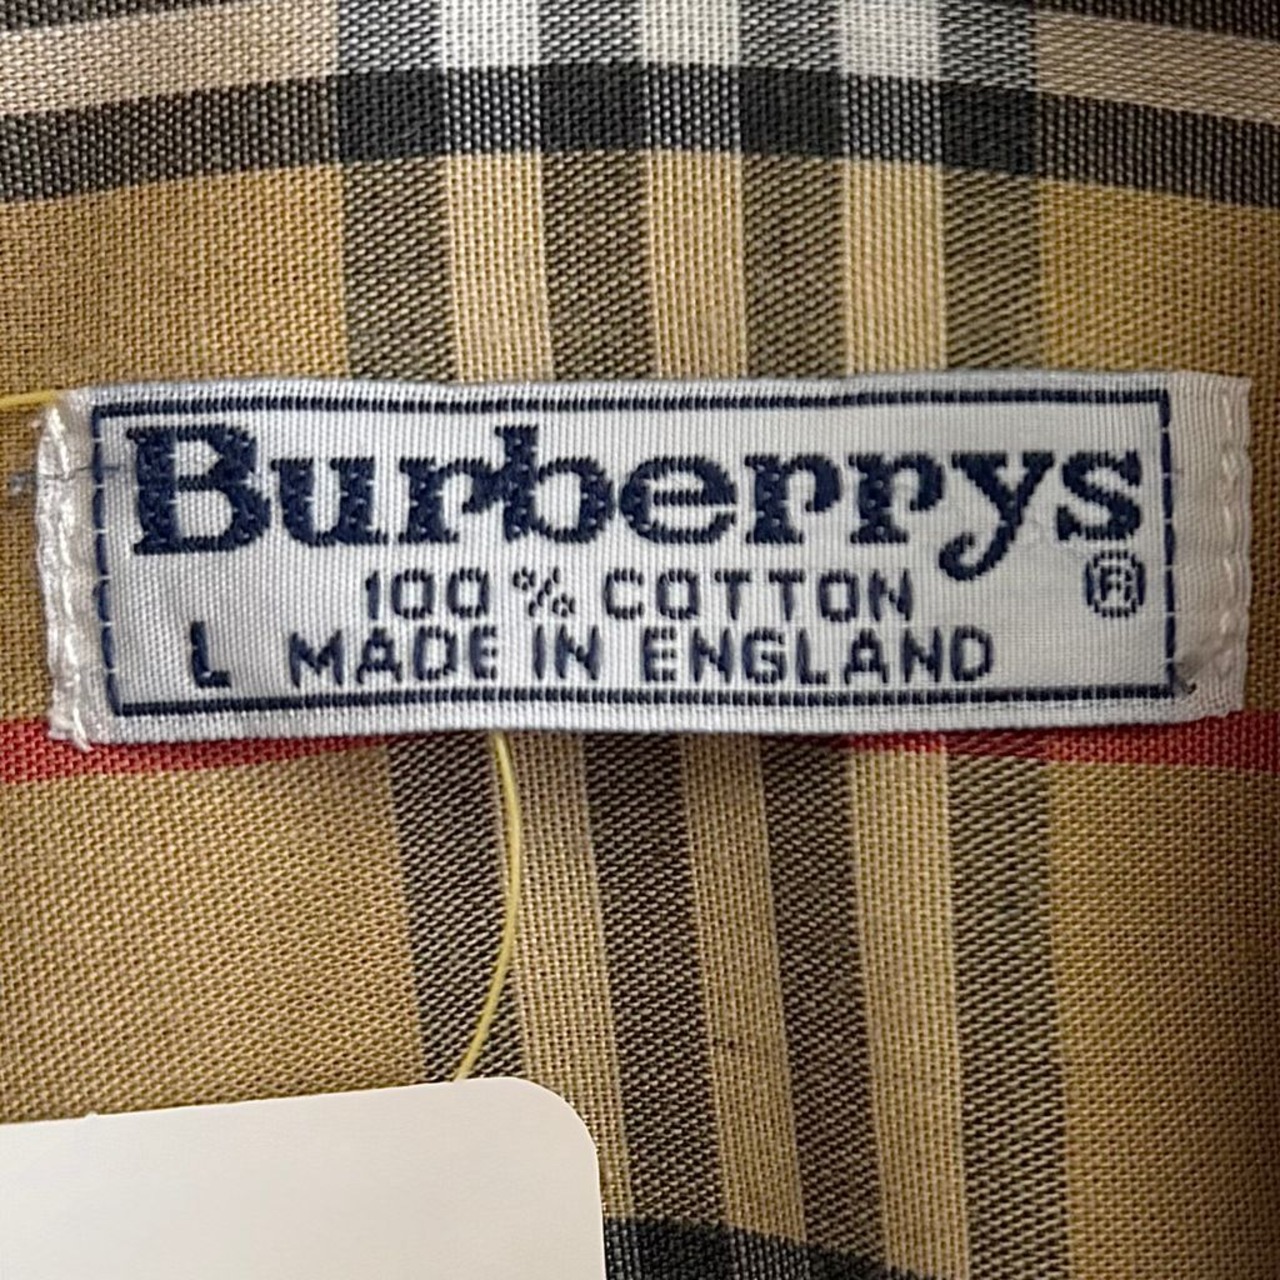 Burberrys
100% COTTON ®
L MADE IN ENGLAND